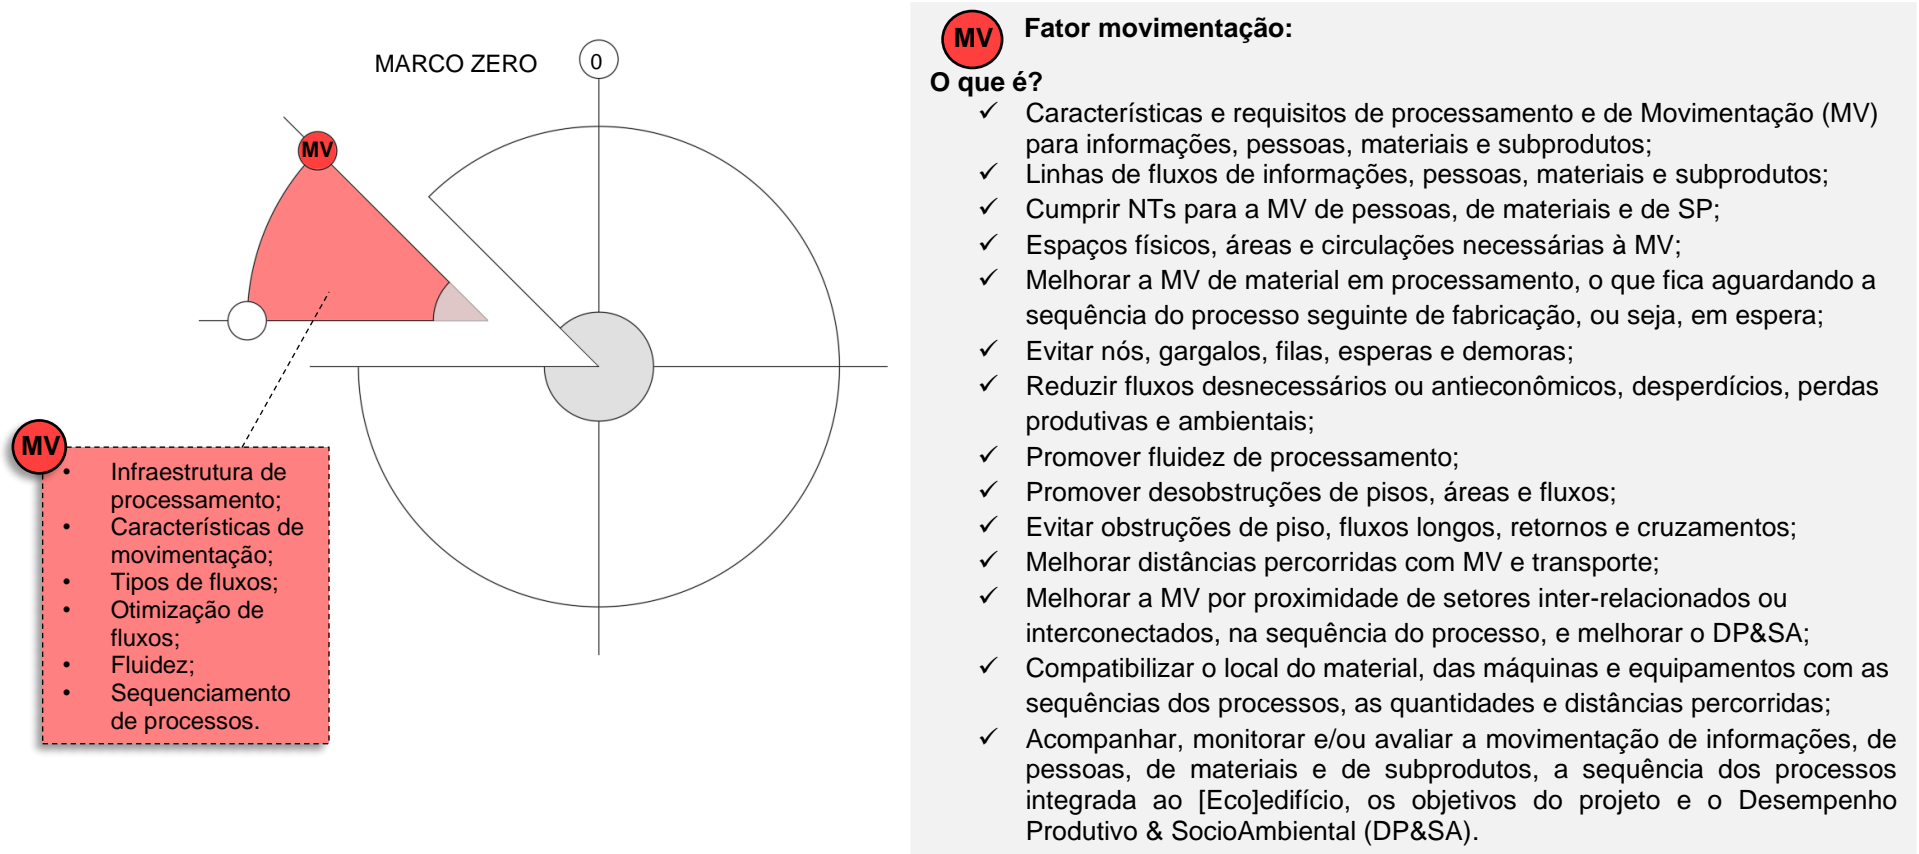 MARCO ZERO
0
MV
MV
• Infraestrutura de
processamento;
• Características de
movimentação;
• Tipos de fluxos;
• Otimização de
fluxos;
• Fluidez;
• Sequenciamento
de processos.
MV
Fator movimentação:
O que é?
✓ Características e requisitos de processamento e de Movimentação (MV)
para informações, pessoas, materiais e subprodutos;
✓ Linhas de fluxos de informações, pessoas, materiais e subprodutos;
✓ Cumprir NTs para a MV de pessoas, de materiais e de SP;
✓ Espaços físicos, áreas e circulações necessárias à MV;
✓ Melhorar a MV de material em processamento, o que fica aguardando a
sequência do processo seguinte de fabricação, ou seja, em espera;
✓ Evitar nós, gargalos, filas, esperas e demoras;
✓ Reduzir fluxos desnecessários ou antieconômicos, desperdícios, perdas
produtivas e ambientais;
✓ Promover fluidez de processamento;
✓ Promover desobstruções de pisos, áreas e fluxos;
✓ Evitar obstruções de piso, fluxos longos, retornos e cruzamentos;
✓ Melhorar distâncias percorridas com MV e transporte;
✓ Melhorar a MV por proximidade de setores inter-relacionados ou
interconectados, na sequência do processo, e melhorar o DP&SA;
✓ Compatibilizar o local do material, das máquinas e equipamentos com as
sequências dos processos, as quantidades e distâncias percorridas;
✓ Acompanhar, monitorar e/ou avaliar a movimentação de informações, de
pessoas, de materiais e de subprodutos, a sequência dos processos
integrada ao [Eco]edifício, os objetivos do projeto e o Desempenho
Produtivo & SocioAmbiental (DP&SA).